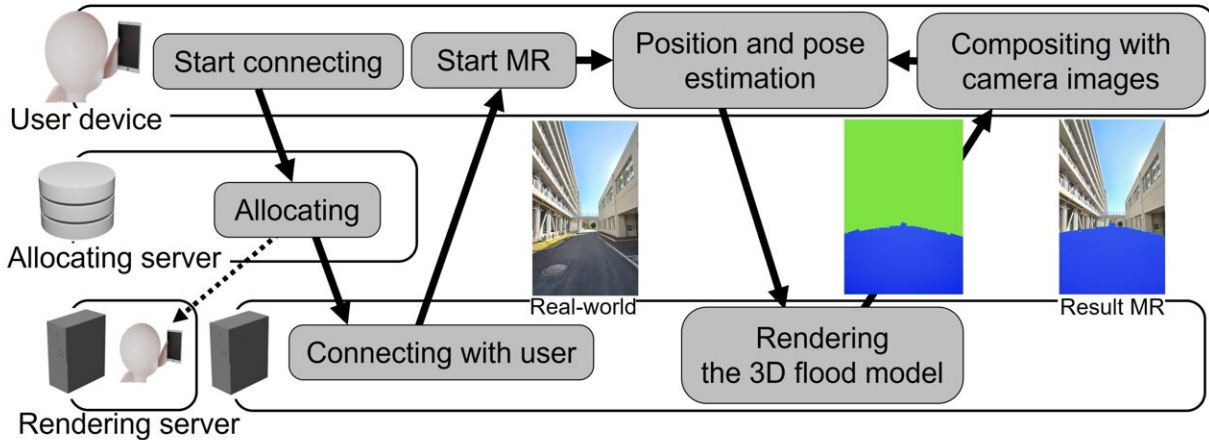 Start connecting
Start MR
Position and pose
estimation
Compositing with
camera images
User device
Allocating
Allocating server
Real-world
Result MR
Connecting with user
Rendering
the 3D flood model
Rendering server